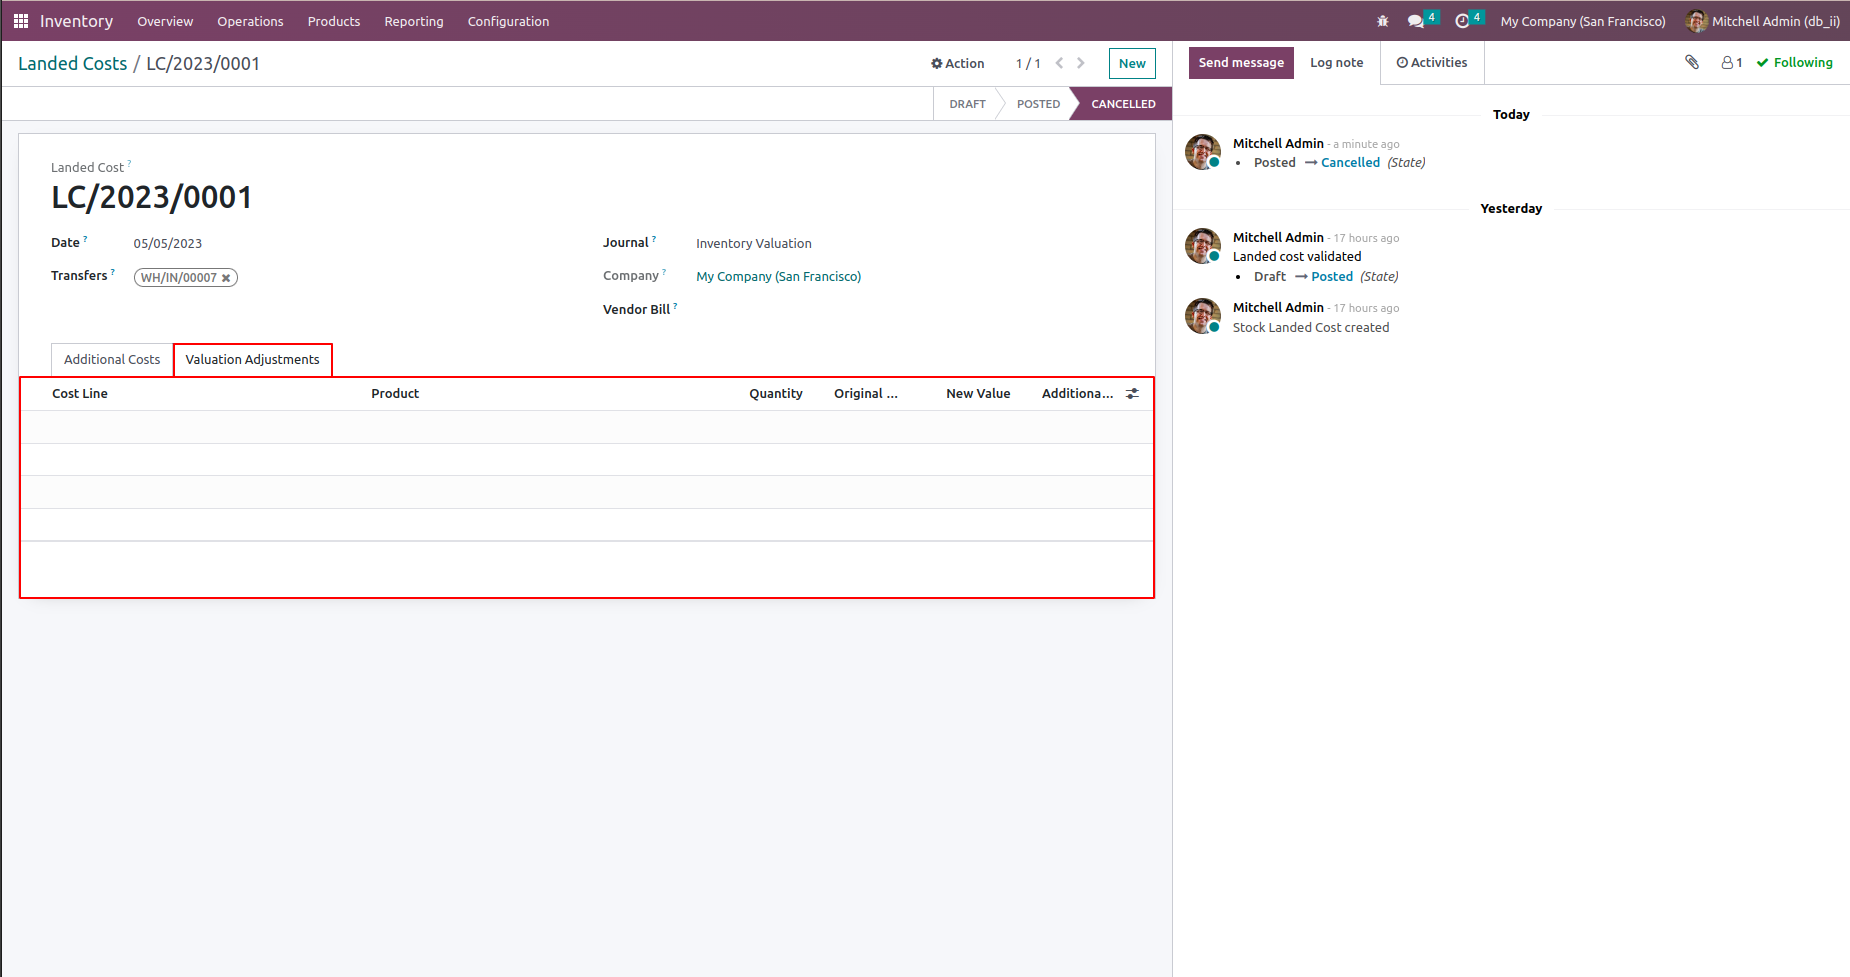 Inventory Overview Operations Products Reporting Configuration 4 4 My Company (San Francisco) Mitchell Admin (db_ii)
Landed Costs / LC/2023/0001 Action 1 / 1 New
DRAFT POSTED CANCELLED
Landed Cost ?
LC/2023/0001
Date ? 05/05/2023 Journal ? Inventory Valuation
Transfers ? WH/IN/00007 Company ? My Company (San Francisco)
Vendor Bill ?
Additional Costs Valuation Adjustments
Cost Line Product Quantity Original ... New Value Additiona...
Send message Log note Activities 1 Following
Today
Mitchell Admin - a minute ago
• Posted → Cancelled (State)
Yesterday
Mitchell Admin - 17 hours ago
Landed cost validated
• Draft → Posted (State)
Mitchell Admin - 17 hours ago
Stock Landed Cost created